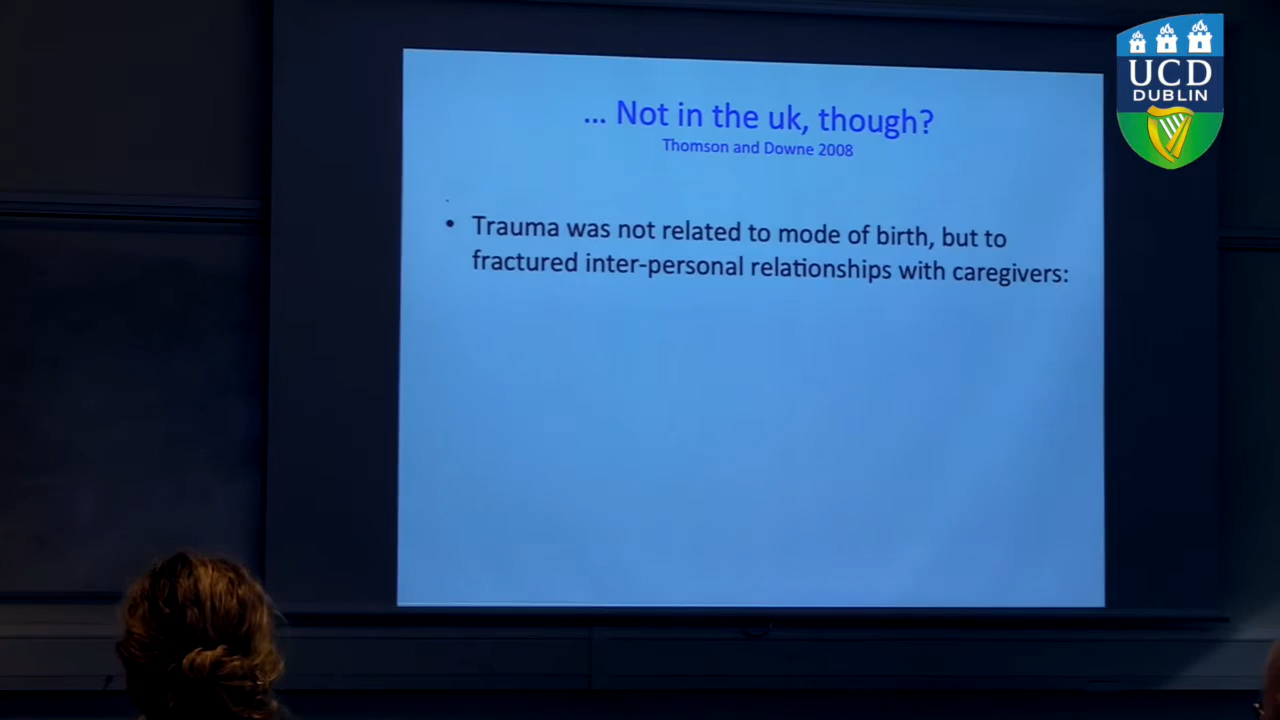 ... Not in the uk, though?
Thomson and Downe 2008
• Trauma was not related to mode of birth, but to
fractured inter-personal relationships with caregivers:
UCD
DUBLIN